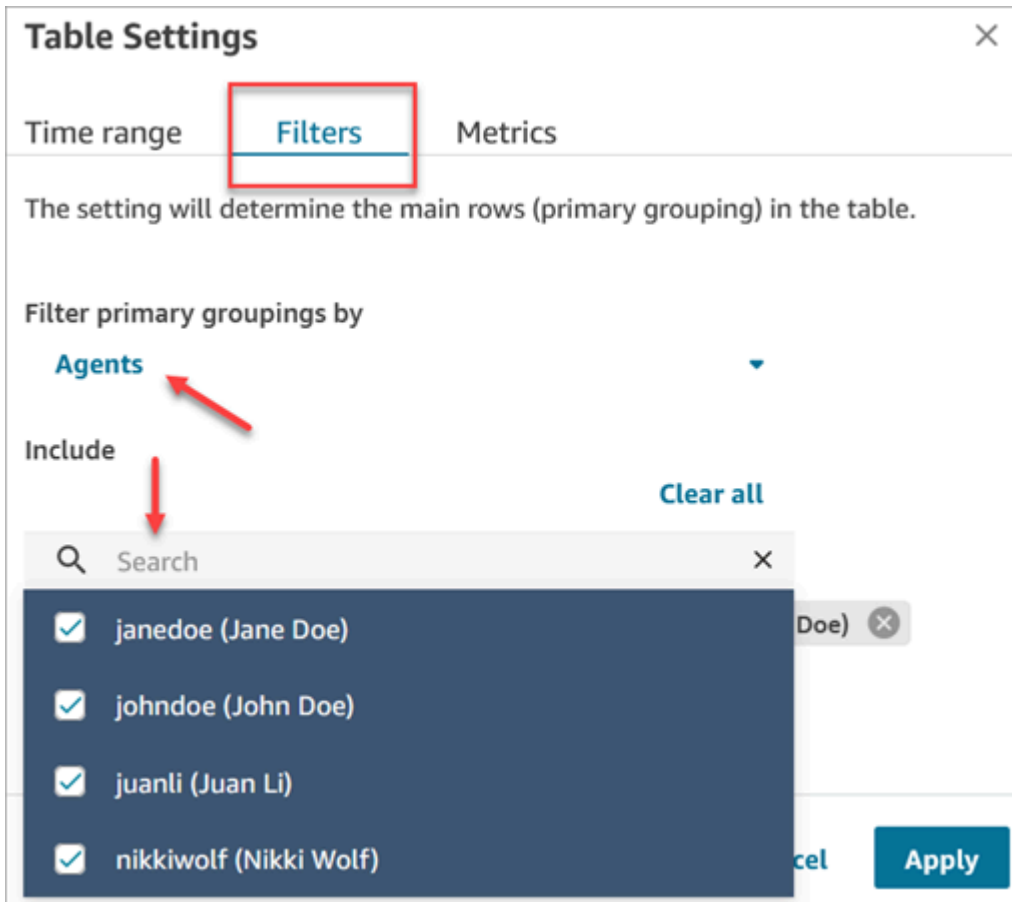 Table Settings
Time range Filters Metrics
The setting will determine the main rows (primary grouping) in the table.
Filter primary groupings by
Agents
Include
Clear all
Search
janedoe (Jane Doe)
Doe)
johndoe (John Doe)
juanli (Juan Li)
nikkiwolf (Nikki Wolf)
cel Apply